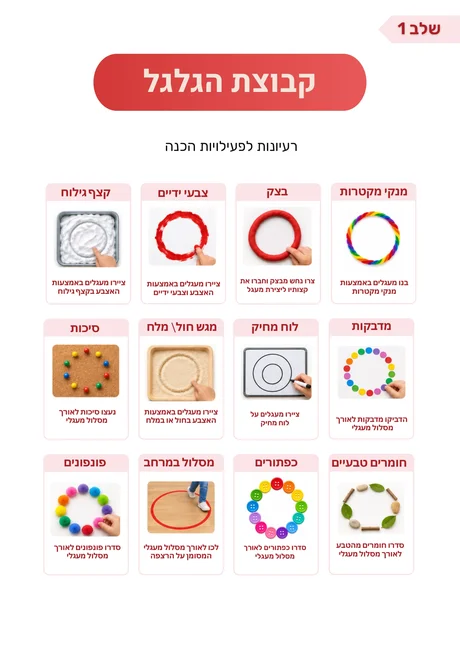 שלב 1
קבוצת הגלגל
רעיונות לפעילויות הכנה
מנקי מקטרות
בנו מעגלים באמצעות
מנקי מקטרות
בצק
צרו נחש מבצק וחברו את
קצותיו ליצירת מעגל
צבעי ידיים
ציירו מעגלים באמצעות
האצבע וצבעי ידיים
קצף גילוח
ציירו מעגלים באמצעות
האצבע בקצף גילוח
מדבקות
הדביקו מדבקות לאורך
מסלול מעגלי
לוח מחיק
ציירו מעגלים על
לוח מחיק
מגש חול\ מלח
ציירו מעגלים באמצעות
האצבע בחול או במלח
סיכות
נעצו סיכות לאורך
מסלול מעגלי
חומרים טבעיים
סדרו חומרים מהטבע
לאורך מסלול מעגלי
כפתורים
סדרו כפתורים לאורך
מסלול מעגלי
מסלול במרחב
לכו לאורך מסלול מעגלי
המסומן על הרצפה
פונפונים
סדרו פונפונים לאורך
מסלול מעגלי